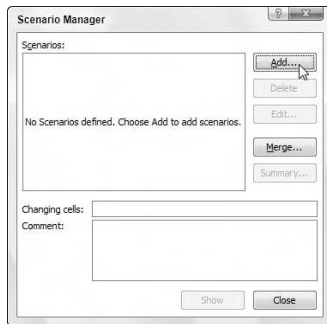 Scenario Manager
Scenarios:
Add...
Delete
No Scenarios defined. Choose Add to add scenarios.
Edit...
Merge...
Summary...
Changing cells:
Comment:
Show
Close